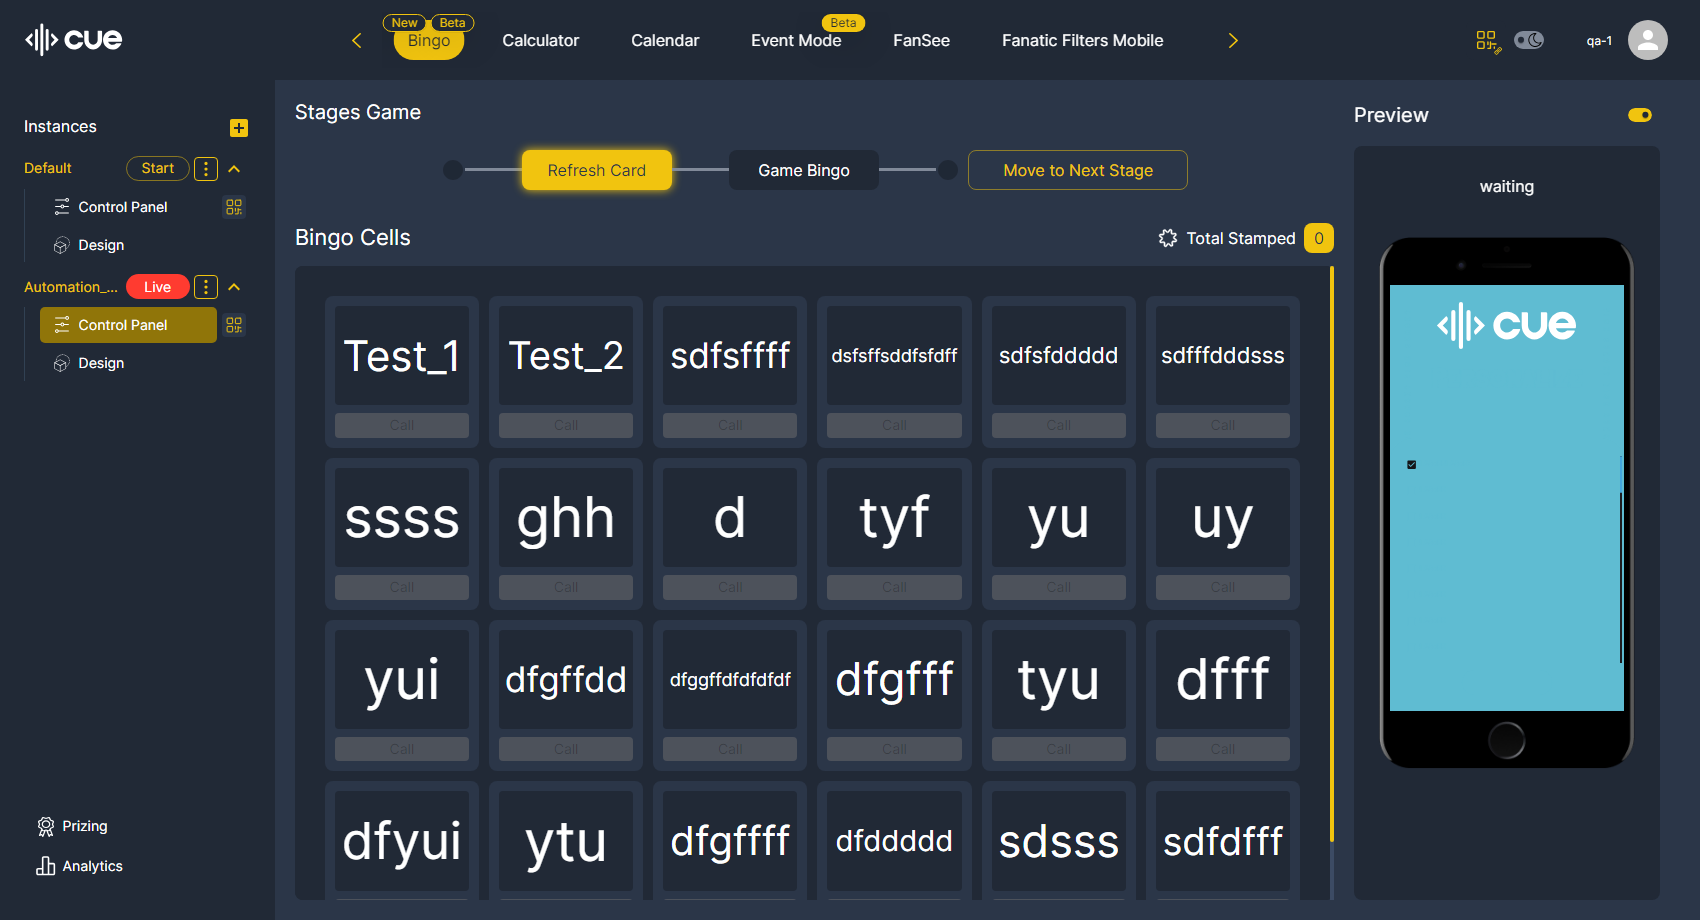 cue
New Beta
Bingo
Calculator
Calendar
Beta
Event Mode
FanSee
Fanatic Filters Mobile
qa-1
Instances
Default
Start
Control Panel
Design
Automation_...
Live
Control Panel
Design
Prizing
Analytics
Stages Game
Refresh Card
Game Bingo
Move to Next Stage
Bingo Cells
Total Stamped 0
Test_1 Test_2 sdfsffff dsfsffsddfsfdff sdfsfddddd sdfffdddsss
Call Call Call Call Call Call
ssss ghh d tyf yu uy
Call Call Call Call Call Call
yui dfgffdd dfggffdfdfdfdf dfgfff tyu dfff
Call Call Call Call Call Call
dfyui ytu dfgffff dfddddd sdsss sdfdfff
Preview
waiting
cue